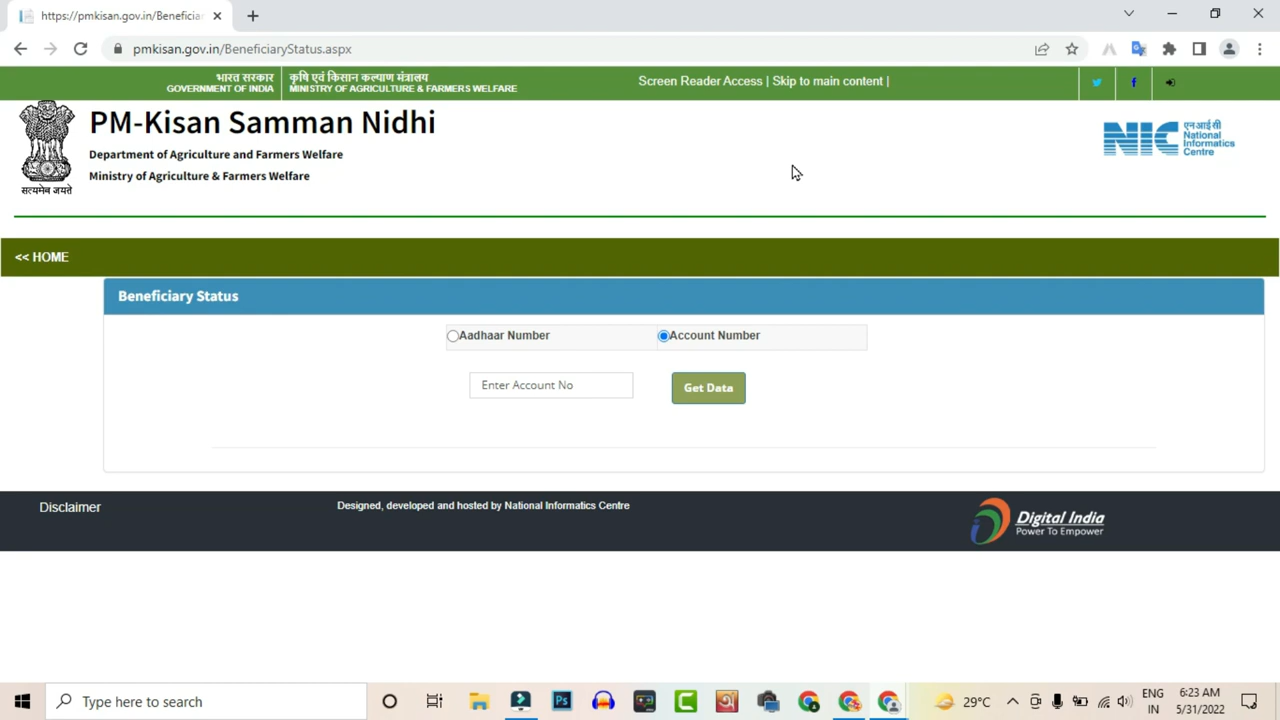 https://pmkisan.gov.in/Beneficiar
pmkisan.gov.in/BeneficiaryStatus.aspx
भारत सरकार
GOVERNMENT OF INDIA
कृषि एवं किसान कल्याण मंत्रालय
MINISTRY OF AGRICULTURE & FARMERS WELFARE
Screen Reader Access | Skip to main content |
PM-Kisan Samman Nidhi
Department of Agriculture and Farmers Welfare
Ministry of Agriculture & Farmers Welfare
सत्यमेव जयते
NIC
एनआईसी
National
Informatics
Centre
<< HOME
Beneficiary Status
Aadhaar Number
Account Number
Enter Account No
Get Data
Disclaimer
Designed, developed and hosted by National Informatics Centre
Digital India
Power To Empower
Type here to search
Ps
29°C
ENG
IN
6:23 AM
5/31/2022